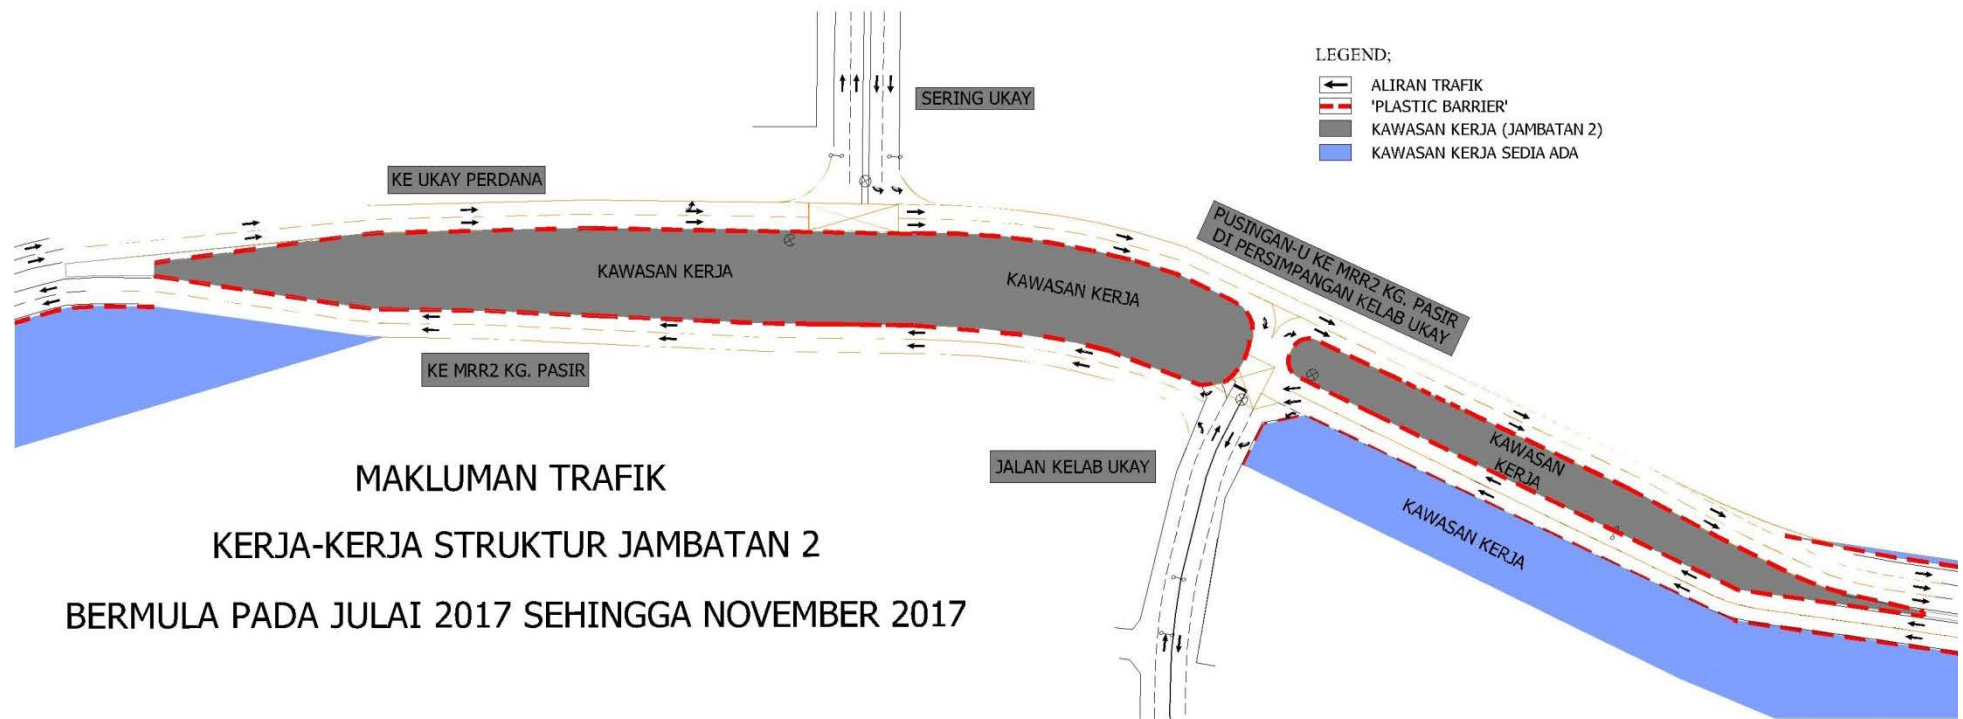 SERING UKAY
LEGEND;
ALIRAN TRAFIK
'PLASTIC BARRIER'
KAWASAN KERJA (JAMBATAN 2)
KAWASAN KERJA SEDIA ADA
KE UKAY PERDANA
PUSINGAN-U KE MRR2 KG. PASIR
DI PERSIMPANGAN KELAB UKAY
KAWASAN KERJA
KAWASAN KERJA
KE MRR2 KG. PASIR
JALAN KELAB UKAY
KAWASAN
KERJA
KAWASAN KERJA
MAKLUMAN TRAFIK
KERJA-KERJA STRUKTUR JAMBATAN 2
BERMULA PADA JULAI 2017 SEHINGGA NOVEMBER 2017